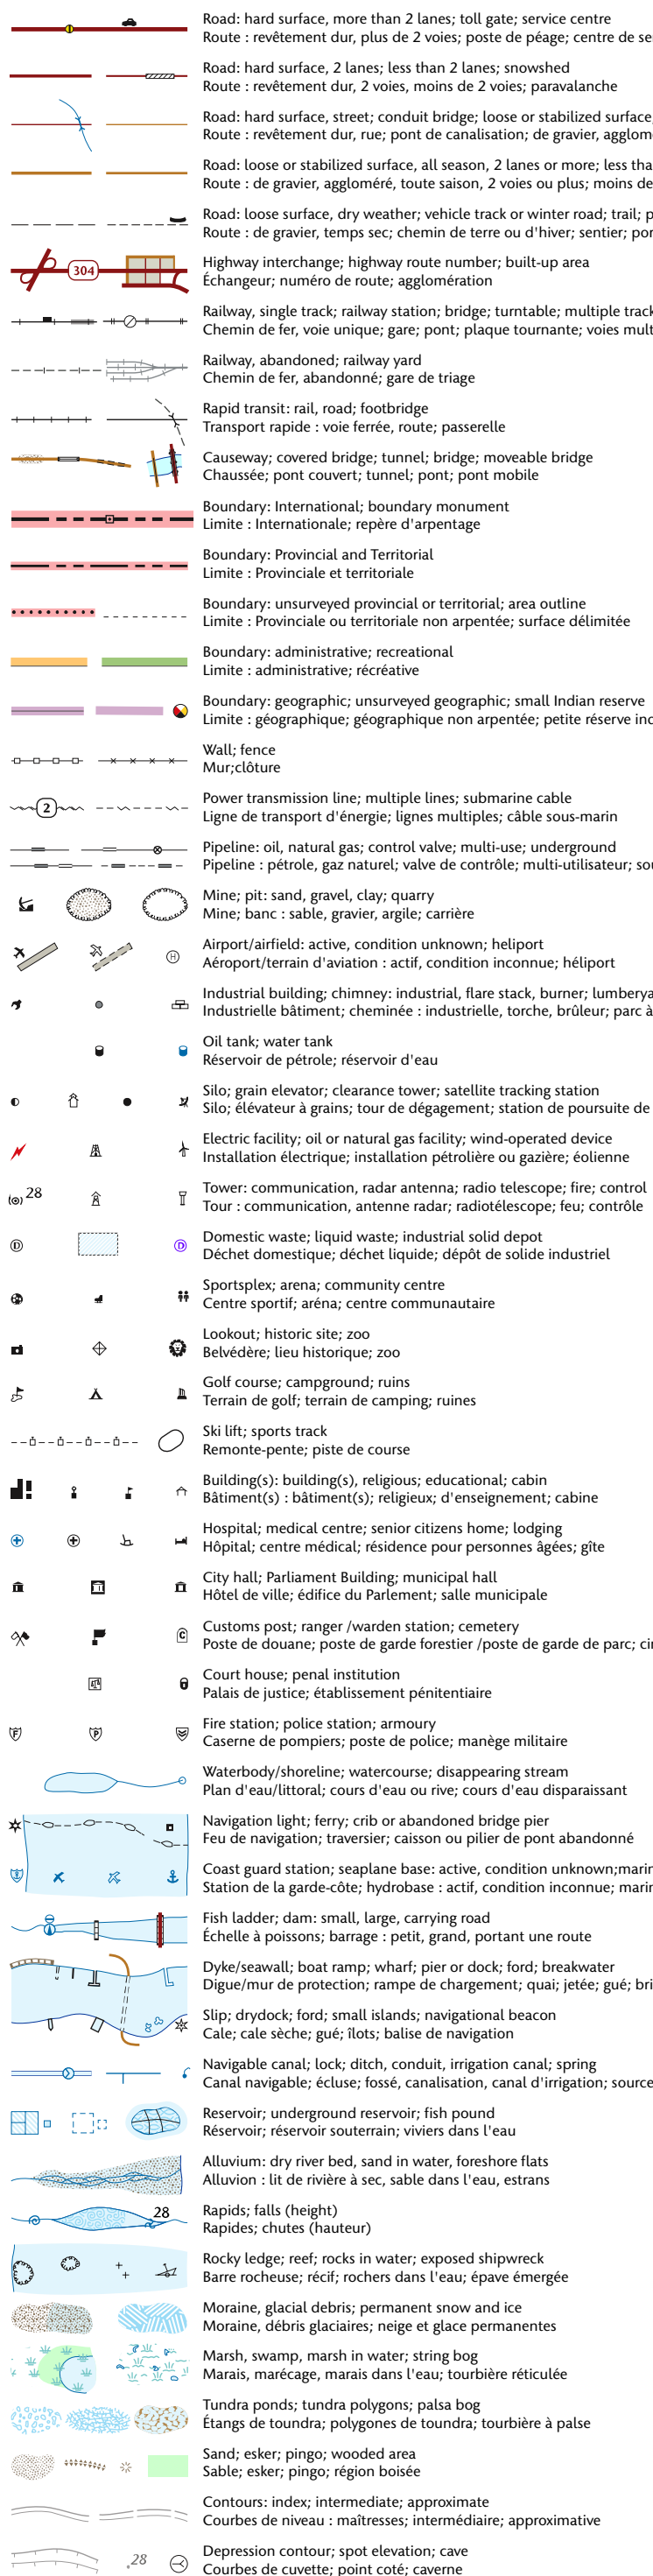 Road: hard surface, more than 2 lanes; toll gate; service centre
Route : revêtement dur, plus de 2 voies; poste de péage; centre de
Road: hard surface, 2 lanes; less than 2 lanes; snowshed
Route : revêtement dur, 2 voies, moins de 2 voies; paravalanche
Road: hard surface, street; conduit bridge; loose or stabilized surface,
Route : revêtement dur, rue; pont de canalisation; de gravier,
Road: loose or stabilized surface, all season, 2 lanes or more; less
Route : de gravier, aggloméré, toute saison, 2 voies ou plus; moins de
Road: loose surface, dry weather; vehicle track or winter road; trail;
Route : de gravier, temps sec; chemin de terre ou d'hiver; sentier;
Highway interchange; highway route number; built-up area
304
Échangeur; numéro de route; agglomération
Railway, single track; railway station; bridge; turntable; multiple
Chemin de fer, voie unique; gare; pont; plaque tournante; voies
Railway, abandoned; railway yard
Chemin de fer, abandonné; gare de triage
Rapid transit: rail, road; footbridge
Transport rapide : voie ferrée, route; passerelle
Causeway; covered bridge; tunnel; bridge; moveable bridge
Chaussée; pont couvert; tunnel; pont; pont mobile
Boundary: International; boundary monument
Limite : Internationale; repère d'arpentage
Boundary: Provincial and Territorial
Limite : Provinciale et territoriale
Boundary: unsurveyed provincial or territorial; area outline
Limite : Provinciale ou territoriale non arpentée; surface délimitée
Boundary: administrative; recreational
Limite : administrative; récréative
Boundary: geographic; unsurveyed geographic; small Indian reserve
Limite : géographique; géographique non arpentée; petite réserve
Wall; fence
Mur;clôture
Power transmission line; multiple lines; submarine cable
2
Ligne de transport d'énergie; lignes multiples; câble sous-marin
Pipeline: oil, natural gas; control valve; multi-use; underground
Pipeline : pétrole, gaz naturel; valve de contrôle; multi-utilisateur;
Mine; pit: sand, gravel, clay; quarry
Mine; banc : sable, gravier, argile; carrière
Airport/airfield: active, condition unknown; heliport
H
Aéroport/terrain d'aviation : actif, condition inconnue; héliport
Industrial building; chimney: industrial, flare stack, burner;
Industrielle bâtiment; cheminée : industrielle, torche, brûleur; parc à
Oil tank; water tank
Réservoir de pétrole; réservoir d'eau
Silo; grain elevator; clearance tower; satellite tracking station
Silo; élévateur à grains; tour de dégagement; station de poursuite de
Electric facility; oil or natural gas facility; wind-operated device
Installation électrique; installation pétrolière ou gazière; éolienne
28 Tower: communication, radar antenna; radio telescope; fire; control
Tour : communication, antenne radar; radiotélescope; feu; contrôle
Domestic waste; liquid waste; industrial solid depot
D D
Déchet domestique; déchet liquide; dépôt de solide industriel
Sportsplex; arena; community centre
Centre sportif; aréna; centre communautaire
Lookout; historic site; zoo
Belvédère; lieu historique; zoo
Golf course; campground; ruins
Terrain de golf; terrain de camping; ruines
Ski lift; sports track
Remonte-pente; piste de course
Building(s): building(s), religious; educational; cabin
Bâtiment(s) : bâtiment(s); religieux; d'enseignement; cabine
Hospital; medical centre; senior citizens home; lodging
Hôpital; centre médical; résidence pour personnes âgées; gîte
City hall; Parliament Building; municipal hall
Hôtel de ville; édifice du Parlement; salle municipale
Customs post; ranger /warden station; cemetery
C
Poste de douane; poste de garde forestier /poste de garde de parc;
Court house; penal institution
Palais de justice; établissement pénitentiaire
Fire station; police station; armoury
F P
Caserne de pompiers; poste de police; manège militaire
Waterbody/shoreline; watercourse; disappearing stream
Plan d'eau/littoral; cours d'eau ou rive; cours d'eau disparaissant
Navigation light; ferry; crib or abandoned bridge pier
Feu de navigation; traversier; caisson ou pilier de pont abandonné
Coast guard station; seaplane base: active, condition unknown;
Station de la garde-côte; hydrobase : actif, condition inconnue;
Fish ladder; dam: small, large, carrying road
Échelle à poissons; barrage : petit, grand, portant une route
Dyke/seawall; boat ramp; wharf; pier or dock; ford; breakwater
Digue/mur de protection; rampe de chargement; quai; jetée; gué;
Slip; drydock; ford; small islands; navigational beacon
Cale; cale sèche; gué; îlots; balise de navigation
Navigable canal; lock; ditch, conduit, irrigation canal; spring
Canal navigable; écluse; fossé, canalisation, canal d'irrigation; source
Reservoir; underground reservoir; fish pound
Réservoir; réservoir souterrain; viviers dans l'eau
Alluvium: dry river bed, sand in water, foreshore flats
Alluvion : lit de rivière à sec, sable dans l'eau, estrans
28 Rapids; falls (height)
Rapides; chutes (hauteur)
Rocky ledge; reef; rocks in water; exposed shipwreck
Barre rocheuse; récif; rochers dans l'eau; épave émergée
Moraine, glacial debris; permanent snow and ice
Moraine, débris glaciaires; neige et glace permanentes
Marsh, swamp, marsh in water; string bog
Marais, marécage, marais dans l'eau; tourbière réticulée
Tundra ponds; tundra polygons; palsa bog
Étangs de toundra; polygones de toundra; tourbière à palse
Sand; esker; pingo; wooded area
Sable; esker; pingo; région boisée
Contours: index; intermediate; approximate
Courbes de niveau : maîtresses; intermédiaire; approximative
Depression contour; spot elevation; cave
.28
Courbes de cuvette; point coté; caverne